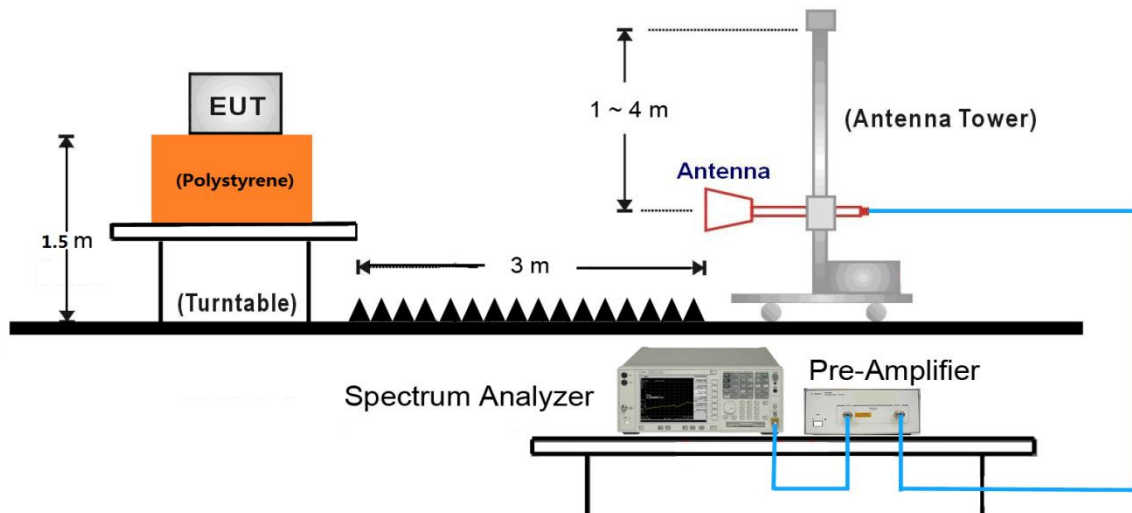 EUT
(Polystyrene)
1.5 m
(Turntable)
3 m
1 ~ 4 m
Antenna
(Antenna Tower)
Spectrum Analyzer
Pre-Amplifier